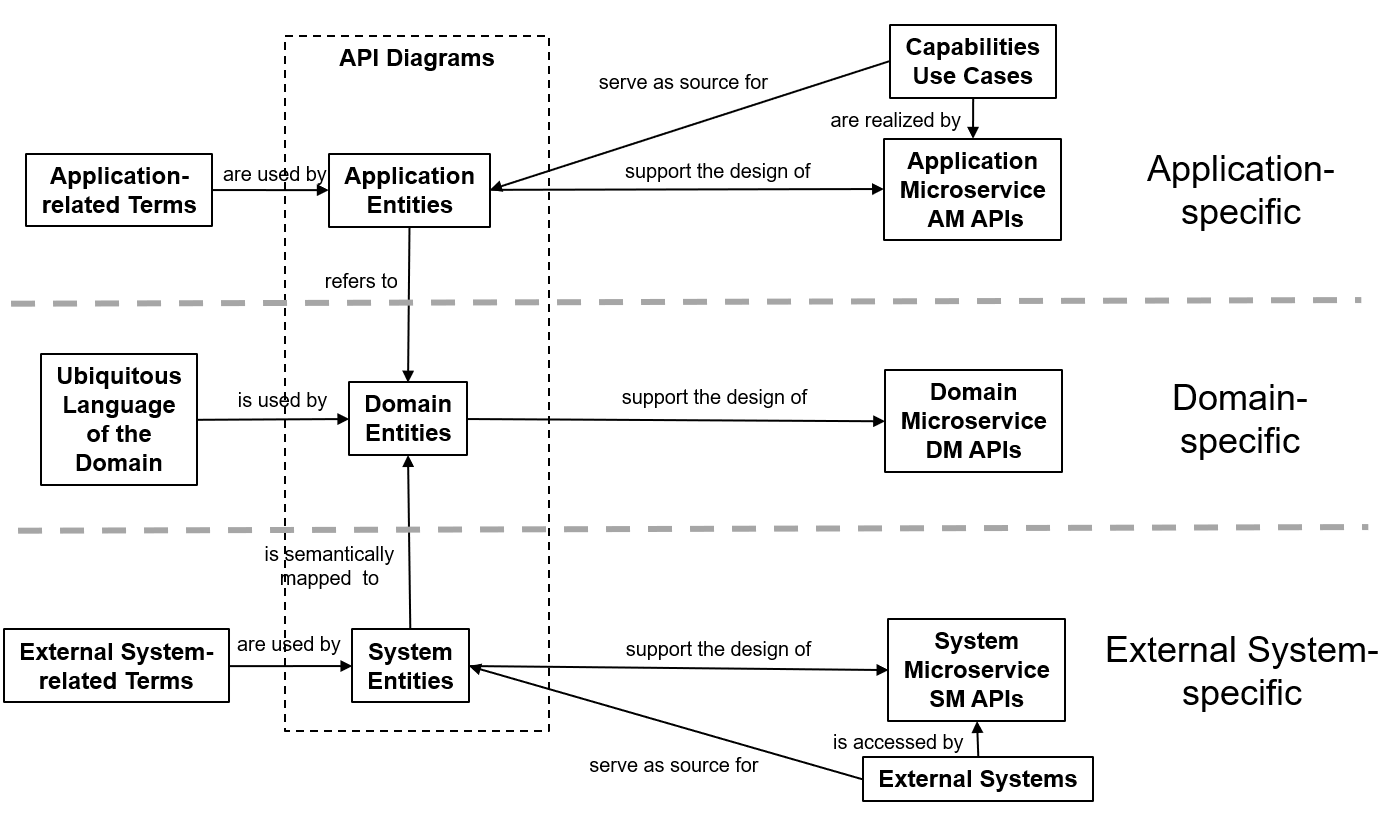 API Diagrams
Capabilities
Use Cases
serve as source for
are realized by
Application-
related Terms
are used by
Application
Entities
support the design of
Application
Microservice
AM APIs
Application-
specific
refers to
Ubiquitous
Language
of the
Domain
is used by
Domain
Entities
support the design of
Domain
Microservice
DM APIs
Domain-
specific
is semantically
mapped to
External System-
related Terms
are used by
System
Entities
support the design of
System
Microservice
SM APIs
External System-
specific
is accessed by
serve as source for
External Systems